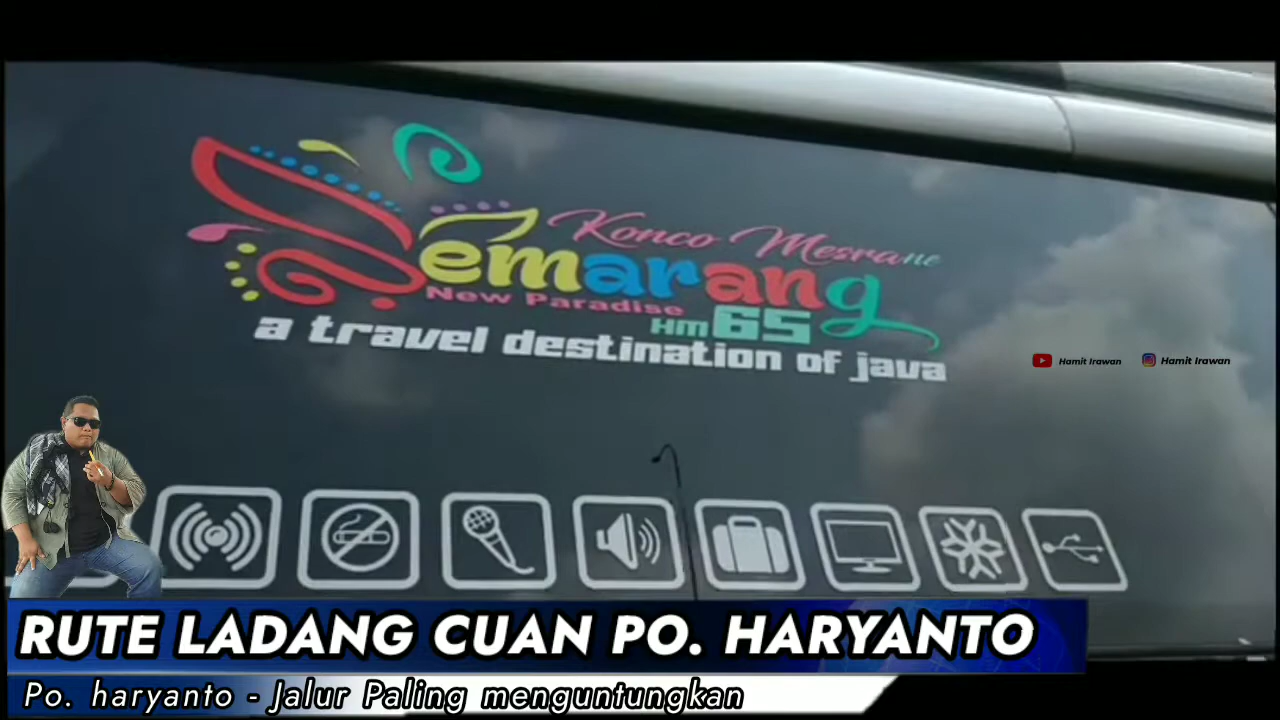 Konco Mesrane
Semarang
New Paradise
HM 65
a travel destination of java
Hamit Irawan
Hamit Irawan
RUTE LADANG CUAN PO. HARYANTO
Po. haryanto - Jalur Paling menguntungkan